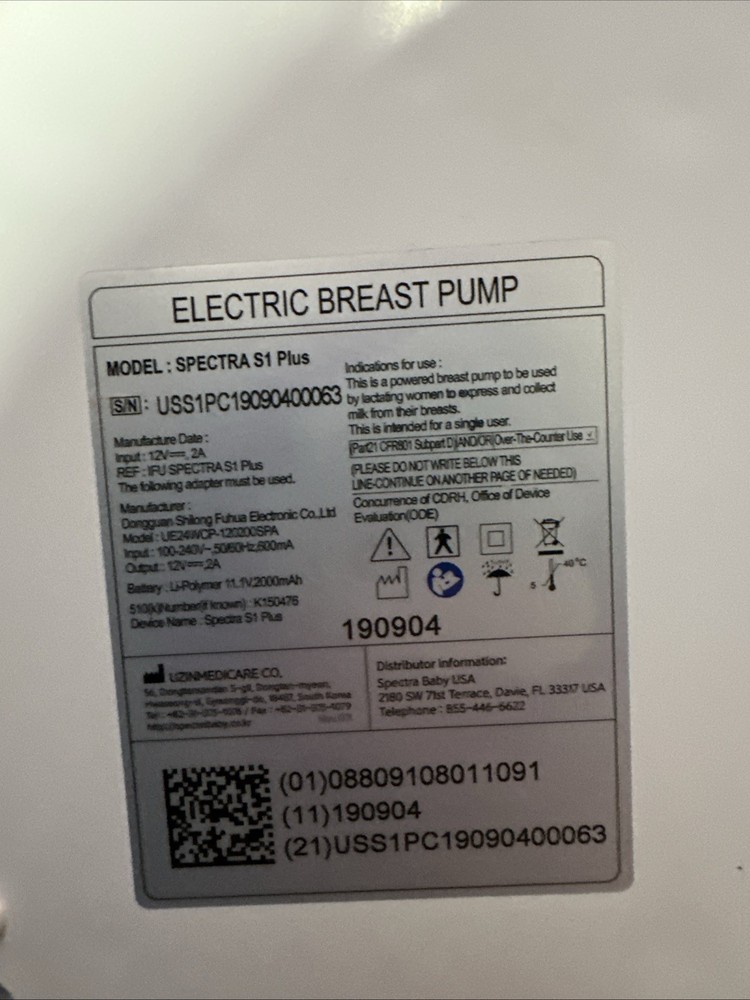 ELECTRIC BREAST PUMP
MODEL : SPECTRA S1 Plus
S/N : USS1PC19090400063
Manufacture Date :
Input : 12V⎓, 2A
REF : IFU SPECTRA S1 Plus
The following adapter must be used.
Manufacturer :
Dongguan Shilong Fuhua Electronic Co.,Ltd
Model : UE24WCP-120200SPA
Input : 100-240V~,50/60Hz,600mA
Output : 12V⎓,2A
Battery : Li-Polymer 11.1V,2000mAh
510(k)Number(if known) : K150476
Device Name : Spectra S1 Plus
Indications for use :
This is a powered breast pump to be used
by lactating women to express and collect
milk from their breasts.
This is intended for a single user.
(Part21 CFR801 Subpart D)AND/OR(Over-The-Counter Use √
(PLEASE DO NOT WRITE BELOW THIS
LINE-CONTINUE ON ANOTHER PAGE OF NEEDED)
Concurrence of CDRH, Office of Device
Evaluation(ODE)
5
40°C
190904
UZINMEDICARE CO,
South Korea
http://spectrababy.co.kr
Distributor information:
Spectra Baby USA
2180 SW 71st Terrace, Davie, FL 33317 USA
Telephone : 855-446-6622
(01)08809108011091
(11)190904
(21)USS1PC19090400063